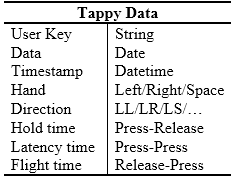 Tappy Data
User Key String
Data Date
Timestamp Datetime
Hand Left/Right/Space
Direction LL/LR/LS/…
Hold time Press-Release
Latency time Press-Press
Flight time Release-Press